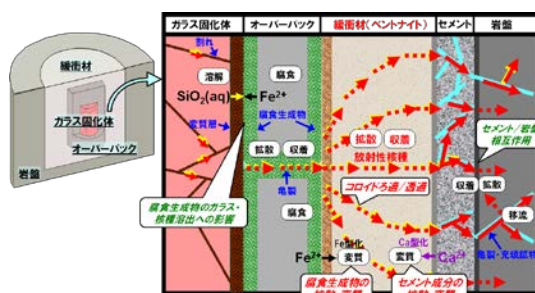 ガラス固化体
オーバーパック
緩衝材(ベントナイト)
セメント
岩盤
緩衝材
ガラス固化体
オーバーパック
岩盤
割れ
溶解
腐食
SiO₂(aq)
Fe²⁺
変質層
腐食生成物
拡散
収着
亀裂
腐食
腐食生成物のガラス・
核種溶出への影響
拡散
収着
放射性核種
コロイドろ過/透過
Fe型化
Fe²⁺
変質
Ca型化
変質
Ca²⁺
腐食生成物の
セメント成分の
セメント/岩盤
相互作用
収着
拡散
移流
亀裂・充填鉱物